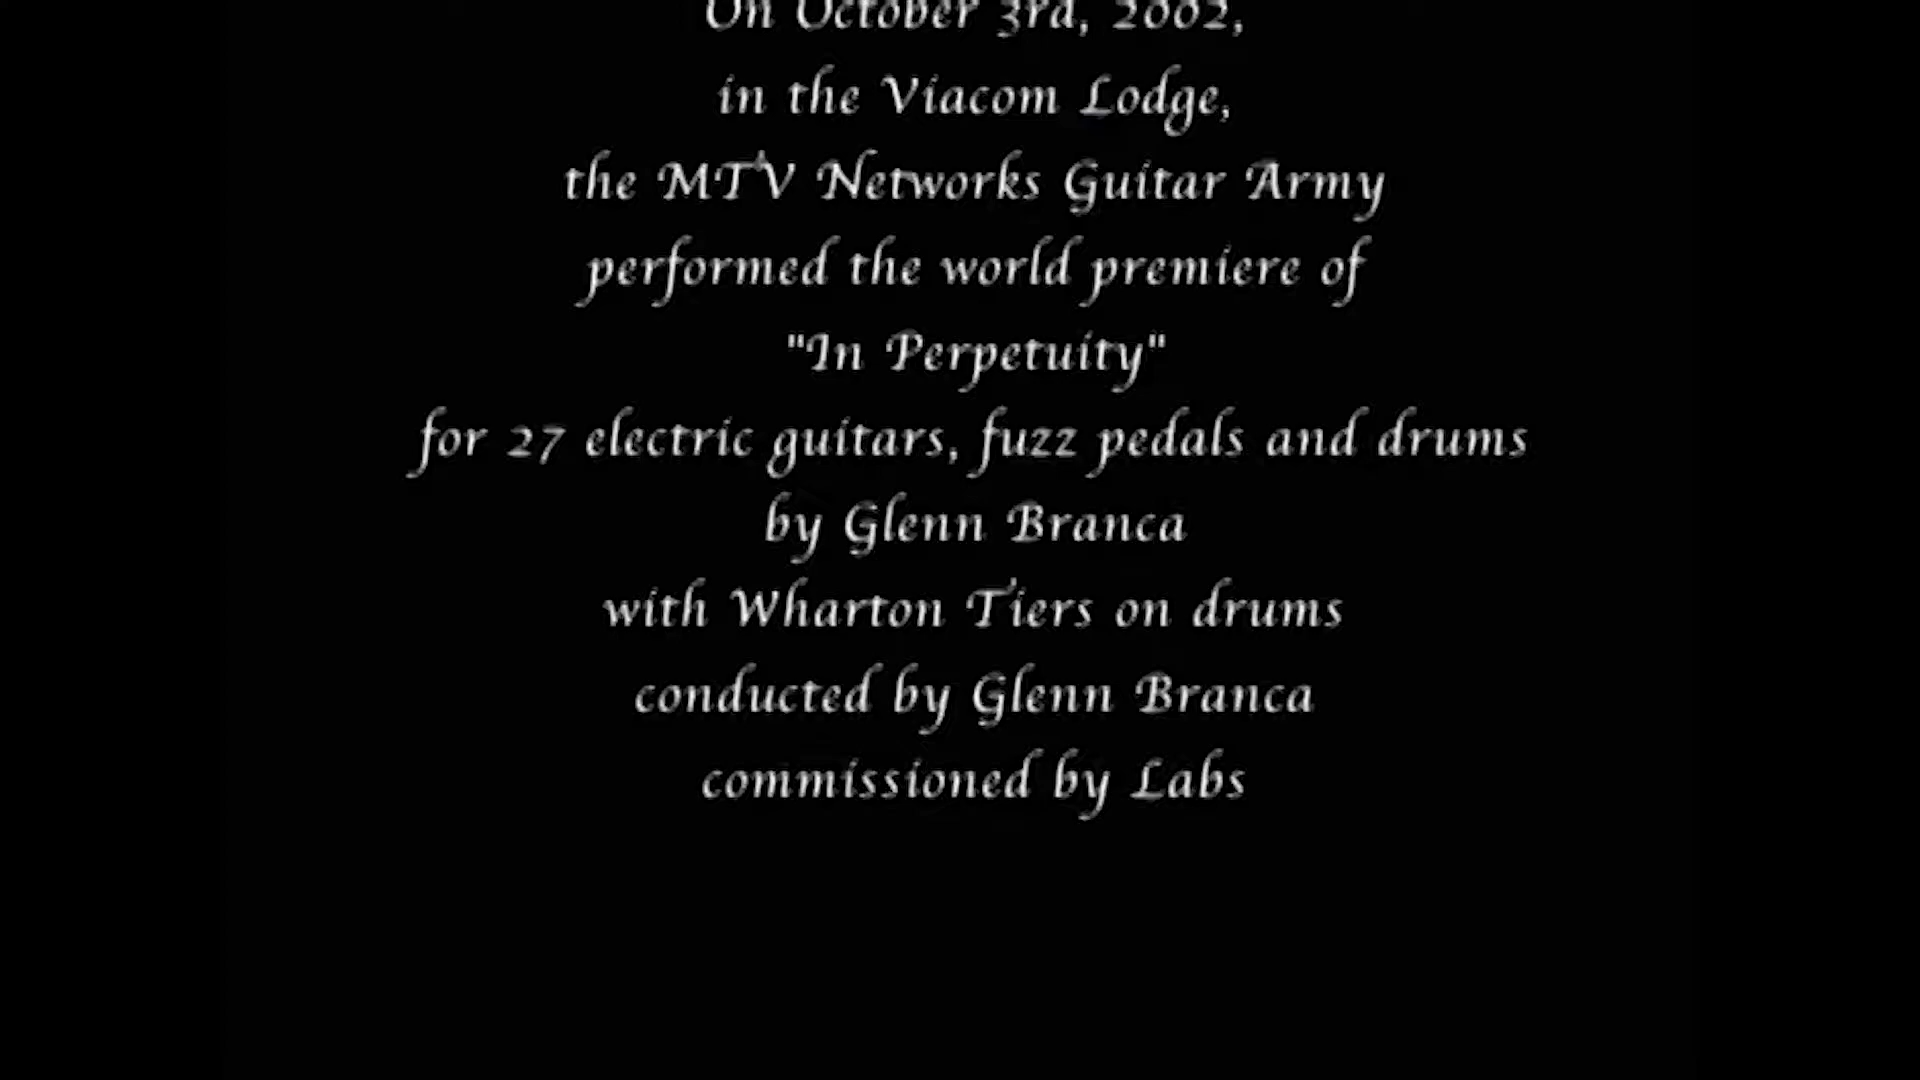 On October 3rd, 2002,
in the Viacom Lodge,
the MTV Networks Guitar Army
performed the world premiere of
"In Perpetuity"
for 27 electric guitars, fuzz pedals and drums
by Glenn Branca
with Wharton Tiers on drums
conducted by Glenn Branca
commissioned by Labs